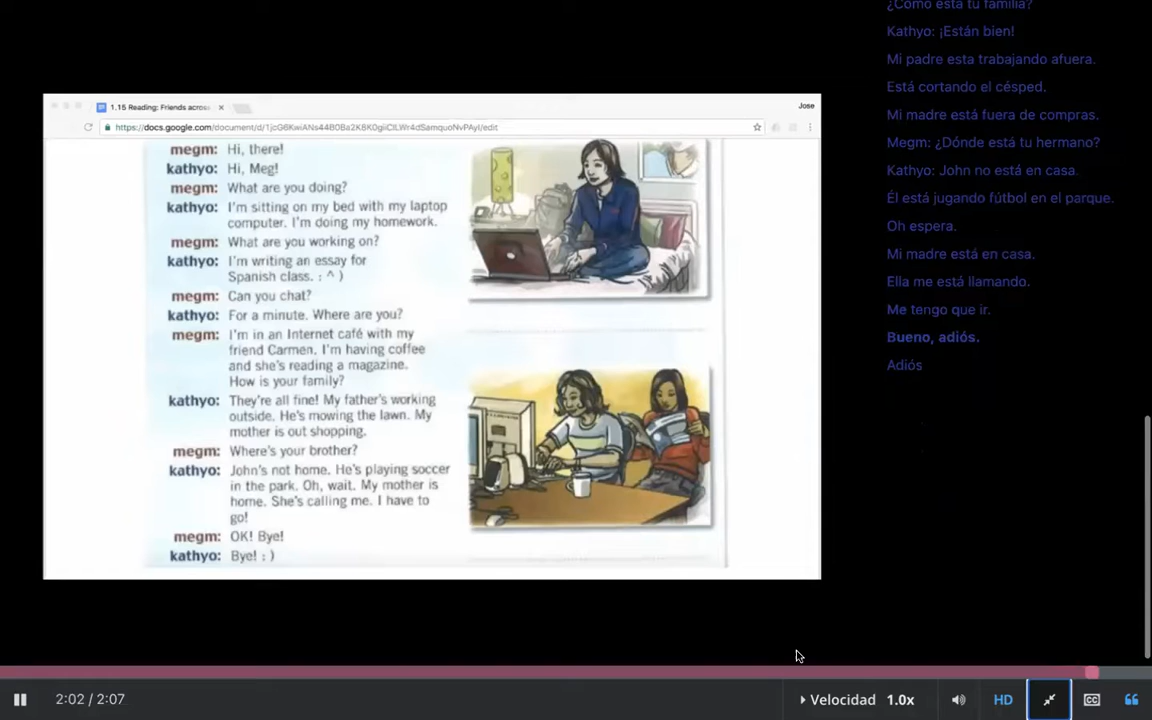 1.15 Reading: Friends across
Jose
https://docs.google.com/document/d/1jcG6KwiANs44B0Ba2K8K0giiClLWr4dSamquoNvPAyI/edit
megm: Hi, there!
kathyo: Hi, Meg!
megm: What are you doing?
kathyo: I'm sitting on my bed with my laptop
computer. I'm doing my homework.
megm: What are you working on?
kathyo: I'm writing an essay for
Spanish class. : ^ )
megm: Can you chat?
kathyo: For a minute. Where are you?
megm: I'm in an Internet café with my
friend Carmen. I'm having coffee
and she's reading a magazine.
How is your family?
kathyo: They're all fine! My father's working
outside. He's mowing the lawn. My
mother is out shopping.
megm: Where's your brother?
kathyo: John's not home. He's playing soccer
in the park. Oh, wait. My mother is
home. She's calling me. I have to
go!
megm: OK! Bye!
kathyo: Bye! : )
¿Cómo está tu familia?
Kathyo: ¡Están bien!
Mi padre esta trabajando afuera.
Está cortando el césped.
Mi madre está fuera de compras.
Megm: ¿Dónde está tu hermano?
Kathyo: John no está en casa.
Él está jugando fútbol en el parque.
Oh espera.
Mi madre está en casa.
Ella me está llamando.
Me tengo que ir.
Bueno, adiós.
Adiós
2:02 / 2:07
Velocidad 1.0x
HD
CC